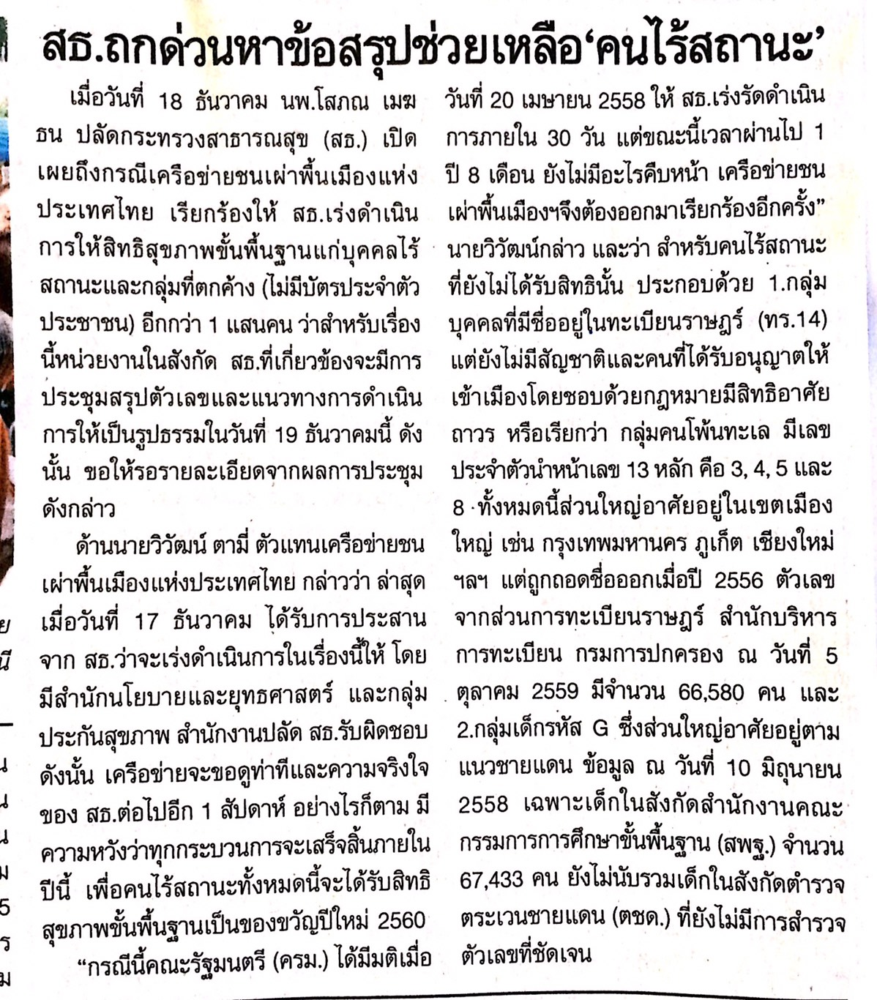 สธ.ถกด่วนหาข้อสรุปช่วยเหลือ‘คนไร้สถานะ’
เมื่อวันที่ 18 ธันวาคม นพ.โสภณ เมฆ
ธน ปลัดกระทรวงสาธารณสุข (สธ.) เปิด
เผยถึงกรณีเครือข่ายชนเผ่าพื้นเมืองแห่ง
ประเทศไทย เรียกร้องให้ สธ.เร่งดำเนิน
การให้สิทธิสุขภาพขั้นพื้นฐานแก่บุคคลไร้
สถานะและกลุ่มที่ตกค้าง (ไม่มีบัตรประจำตัว
ประชาชน) อีกกว่า 1 แสนคน ว่าสำหรับเรื่อง
นี้หน่วยงานในสังกัด สธ.ที่เกี่ยวข้องจะมีการ
ประชุมสรุปตัวเลขและแนวทางการดำเนิน
การให้เป็นรูปธรรมในวันที่ 19 ธันวาคมนี้ ดัง
นั้น ขอให้รอรายละเอียดจากผลการประชุม
ดังกล่าว
ด้านนายวิวัฒน์ ตามี่ ตัวแทนเครือข่ายชน
เผ่าพื้นเมืองแห่งประเทศไทย กล่าวว่า ล่าสุด
เมื่อวันที่ 17 ธันวาคม ได้รับการประสาน
จาก สธ.ว่าจะเร่งดำเนินการในเรื่องนี้ให้ โดย
มีสำนักนโยบายและยุทธศาสตร์ และกลุ่ม
ประกันสุขภาพ สำนักงานปลัด สธ.รับผิดชอบ
ดังนั้น เครือข่ายจะขอดูท่าทีและความจริงใจ
ของ สธ.ต่อไปอีก 1 สัปดาห์ อย่างไรก็ตาม มี
ความหวังว่าทุกกระบวนการจะเสร็จสิ้นภายใน
ปีนี้ เพื่อคนไร้สถานะทั้งหมดนี้จะได้รับสิทธิ
สุขภาพขั้นพื้นฐานเป็นของขวัญปีใหม่ 2560
“กรณีนี้คณะรัฐมนตรี (ครม.) ได้มีมติเมื่อ
วันที่ 20 เมษายน 2558 ให้ สธ.เร่งรัดดำเนิน
การภายใน 30 วัน แต่ขณะนี้เวลาผ่านไป 1
ปี 8 เดือน ยังไม่มีอะไรคืบหน้า เครือข่ายชน
เผ่าพื้นเมืองฯจึงต้องออกมาเรียกร้องอีกครั้ง”
นายวิวัฒน์กล่าว และว่า สำหรับคนไร้สถานะ
ที่ยังไม่ได้รับสิทธินั้น ประกอบด้วย 1.กลุ่ม
บุคคลที่มีชื่ออยู่ในทะเบียนราษฎร์ (ทร.14)
แต่ยังไม่มีสัญชาติและคนที่ได้รับอนุญาตให้
เข้าเมืองโดยชอบด้วยกฎหมายมีสิทธิอาศัย
ถาวร หรือเรียกว่า กลุ่มคนโพ้นทะเล มีเลข
ประจำตัวนำหน้าเลข 13 หลัก คือ 3, 4, 5 และ
8 ทั้งหมดนี้ส่วนใหญ่อาศัยอยู่ในเขตเมือง
ใหญ่ เช่น กรุงเทพมหานคร ภูเก็ต เชียงใหม่
ฯลฯ แต่ถูกถอดชื่อออกเมื่อปี 2556 ตัวเลข
จากส่วนการทะเบียนราษฎร์ สำนักบริหาร
การทะเบียน กรมการปกครอง ณ วันที่ 5
ตุลาคม 2559 มีจำนวน 66,580 คน และ
2.กลุ่มเด็กรหัส G ซึ่งส่วนใหญ่อาศัยอยู่ตาม
แนวชายแดน ข้อมูล ณ วันที่ 10 มิถุนายน
2558 เฉพาะเด็กในสังกัดสำนักงานคณะ
กรรมการการศึกษาขั้นพื้นฐาน (สพฐ.) จำนวน
67,433 คน ยังไม่นับรวมเด็กในสังกัดตำรวจ
ตระเวนชายแดน (ตชด.) ที่ยังไม่มีการสำรวจ
ตัวเลขที่ชัดเจน